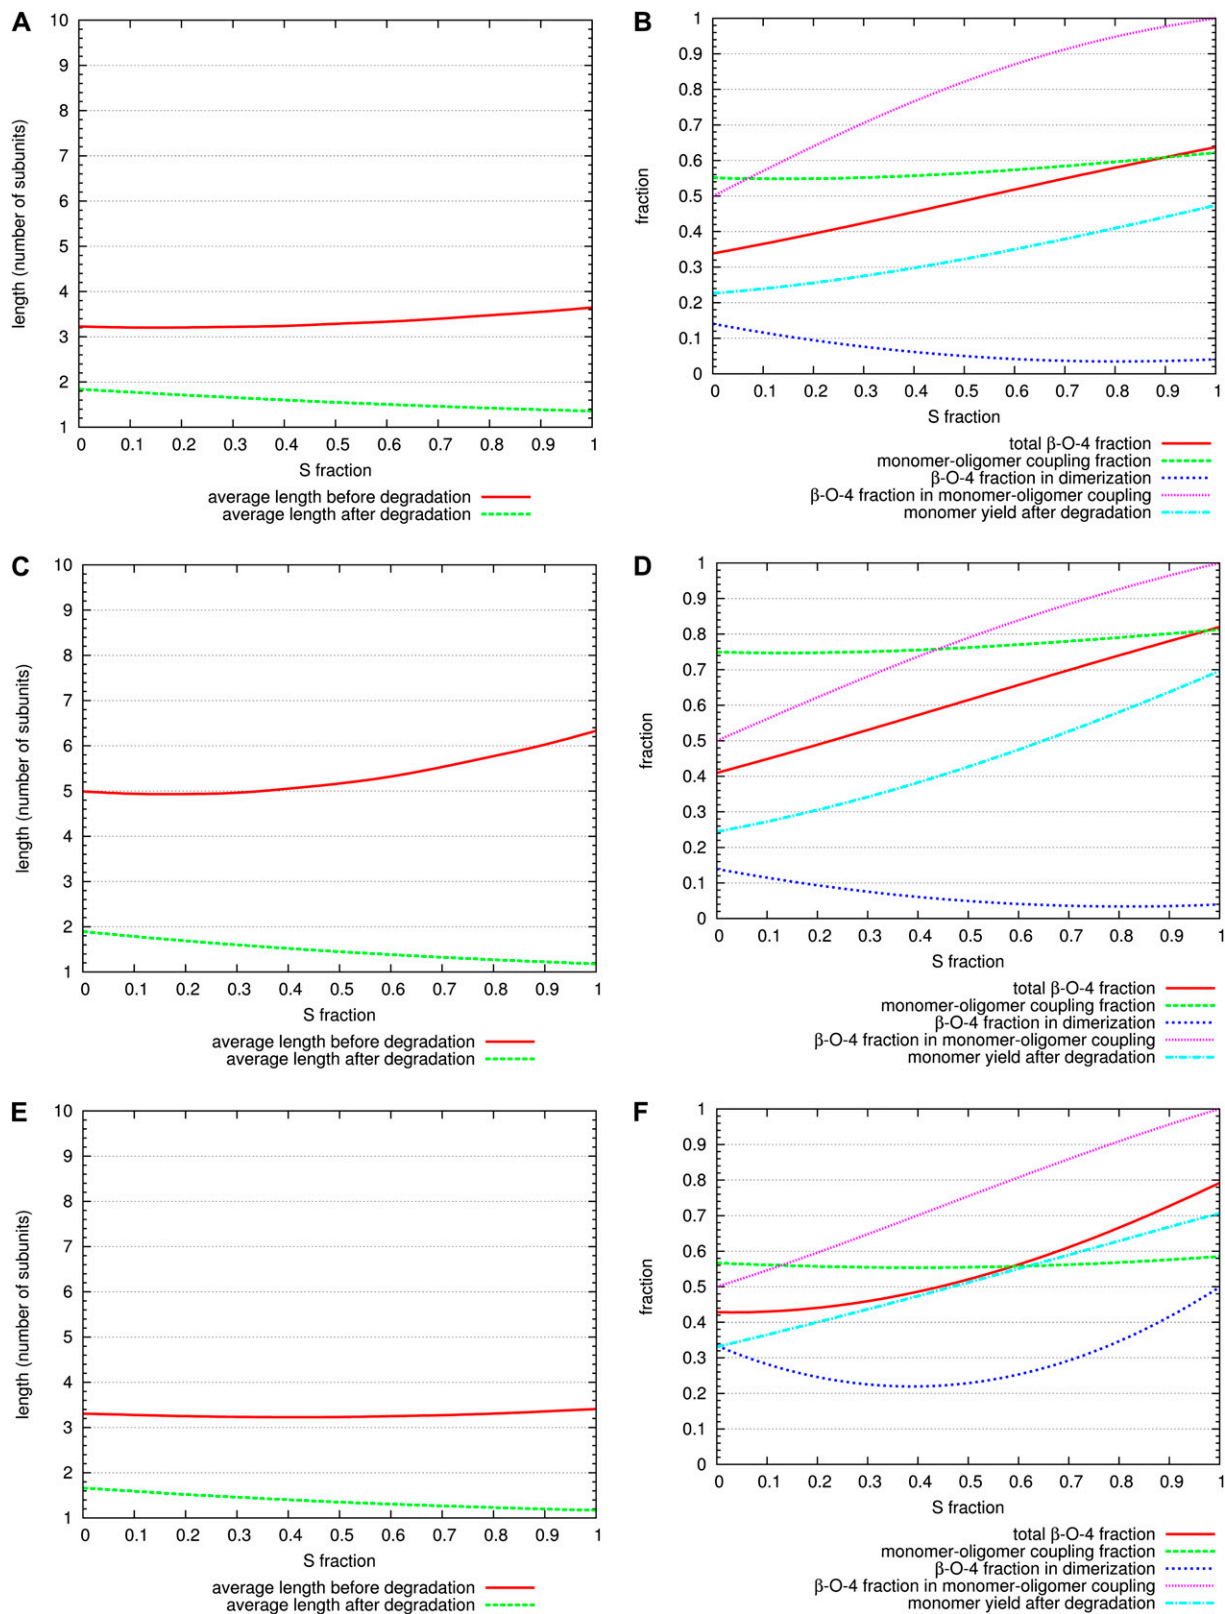 A
10
9
8
7
6
5
4
3
2
1
length (number of subunits)
0 0.1 0.2 0.3 0.4 0.5 0.6 0.7 0.8 0.9 1
S fraction
average length before degradation
average length after degradation
B
1
0.9
0.8
0.7
0.6
0.5
0.4
0.3
0.2
0.1
0
fraction
0 0.1 0.2 0.3 0.4 0.5 0.6 0.7 0.8 0.9 1
S fraction
total β-O-4 fraction
monomer-oligomer coupling fraction
β-O-4 fraction in dimerization
β-O-4 fraction in monomer-oligomer coupling
monomer yield after degradation
C
10
9
8
7
6
5
4
3
2
1
length (number of subunits)
0 0.1 0.2 0.3 0.4 0.5 0.6 0.7 0.8 0.9 1
S fraction
average length before degradation
average length after degradation
D
1
0.9
0.8
0.7
0.6
0.5
0.4
0.3
0.2
0.1
0
fraction
0 0.1 0.2 0.3 0.4 0.5 0.6 0.7 0.8 0.9 1
S fraction
total β-O-4 fraction
monomer-oligomer coupling fraction
β-O-4 fraction in dimerization
β-O-4 fraction in monomer-oligomer coupling
monomer yield after degradation
E
10
9
8
7
6
5
4
3
2
1
length (number of subunits)
0 0.1 0.2 0.3 0.4 0.5 0.6 0.7 0.8 0.9 1
S fraction
average length before degradation
average length after degradation
F
1
0.9
0.8
0.7
0.6
0.5
0.4
0.3
0.2
0.1
0
fraction
0 0.1 0.2 0.3 0.4 0.5 0.6 0.7 0.8 0.9 1
S fraction
total β-O-4 fraction
monomer-oligomer coupling fraction
β-O-4 fraction in dimerization
β-O-4 fraction in monomer-oligomer coupling
monomer yield after degradation